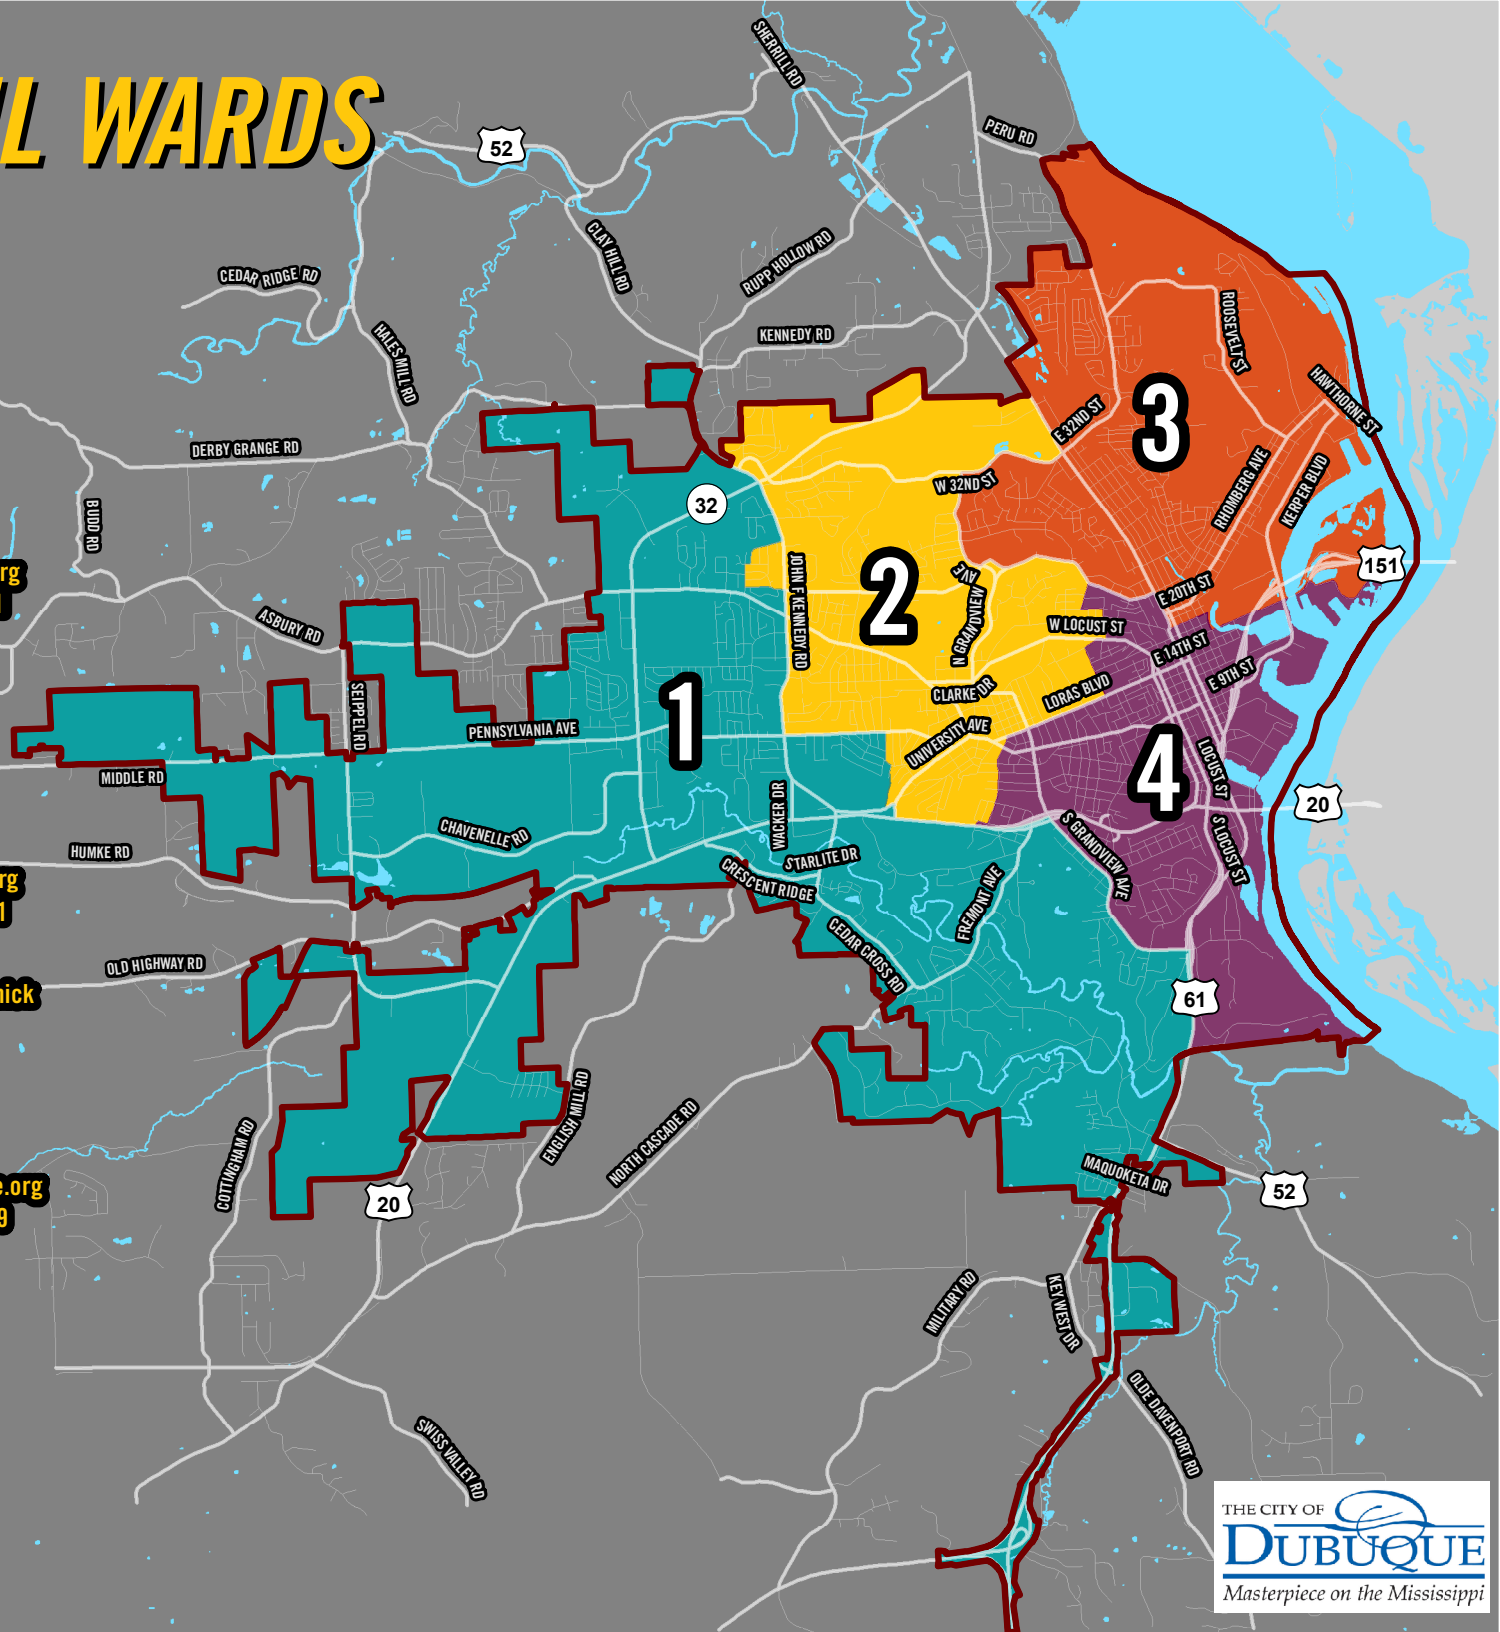 L WARDS
SHERRILL RD
52
PERU RD
CLAY HILL RD
RUPP HOLLOW RD
CEDAR RIDGE RD
KENNEDY RD
HALES MILL RD
ROOSEVELT ST
HAWTHORNE ST
3
E 32ND ST
DERBY GRANGE RD
W 32ND ST
RHOMBERG AVE
KERPER BLVD
32
BUDD RD
151
rg
JOHN F KENNEDY RD
2
N GRANDVIEW AVE
E 20TH ST
ASBURY RD
W LOCUST ST
E 14TH ST
E 9TH ST
SEIPPEL RD
1
CLARKE DR
LORAS BLVD
PENNSYLVANIA AVE
UNIVERSITY AVE
4
LOCUST ST
MIDDLE RD
20
WACKER DR
CHAVENELLE RD
S GRANDVIEW AVE
S LOCUST ST
HUMKE RD
STARLITE DR
CRESCENT RIDGE
rg
1
FREMONT AVE
CEDAR CROSS RD
OLD HIGHWAY RD
nick
61
ENGLISH MILL RD
NORTH CASCADE RD
COTTINGHAM RD
MAQUOKETA DR
e.org
9
20
52
MILITARY RD
KEY WEST DR
OLDE DAVENPORT RD
SWISS VALLEY RD
THE CITY OF
DUBUQUE
Masterpiece on the Mississippi